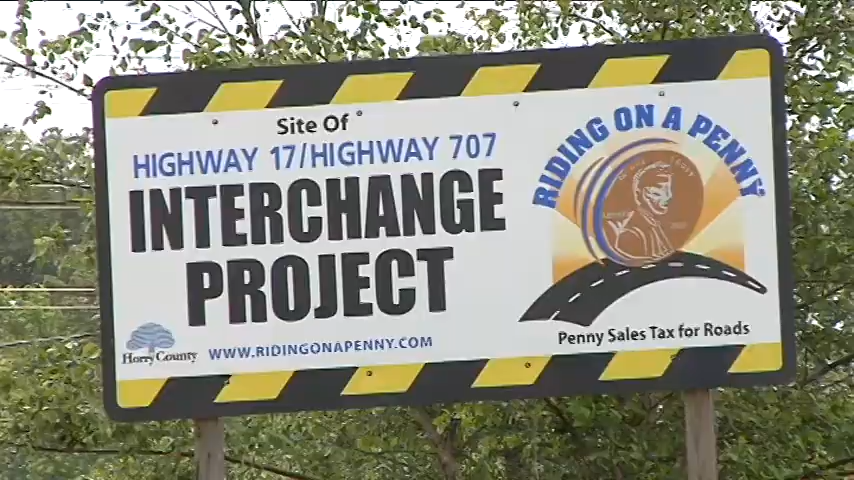 Site Of
HIGHWAY 17/HIGHWAY 707
INTERCHANGE
PROJECT
Horry County
WWW.RIDINGONAPENNY.COM
RIDING ON A PENNY
LIBERTY
Penny Sales Tax for Roads